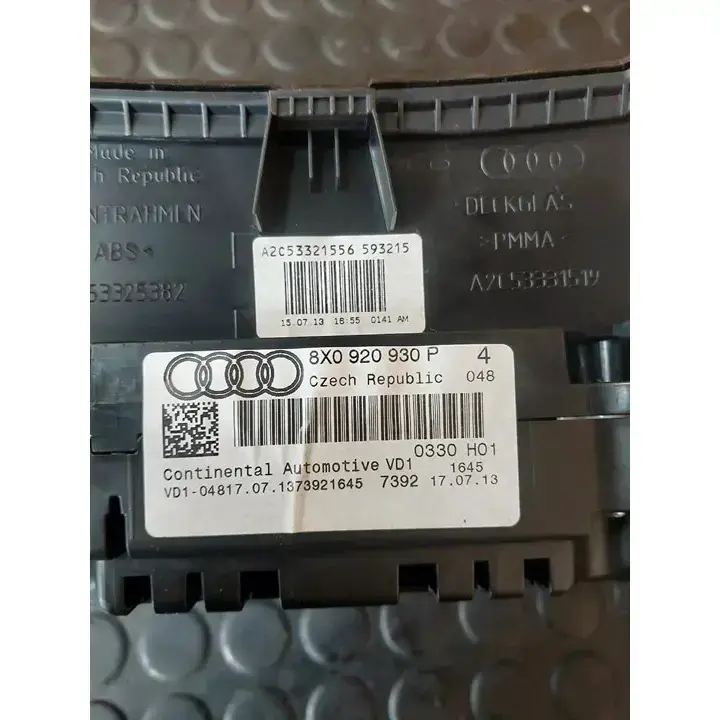 Made in
ch Republic
NTRAHMEN
ABS<
53325382
DECKGLAS
>PMMA<
A2C53331519
A2C53321556 593215
15.07.13 16:55 0141 AM
8X0 920 930 P 4
Czech Republic 048
0330 H01
Continental Automotive VD1 1645
VD1-04817.07.1373921645 7392 17.07.13